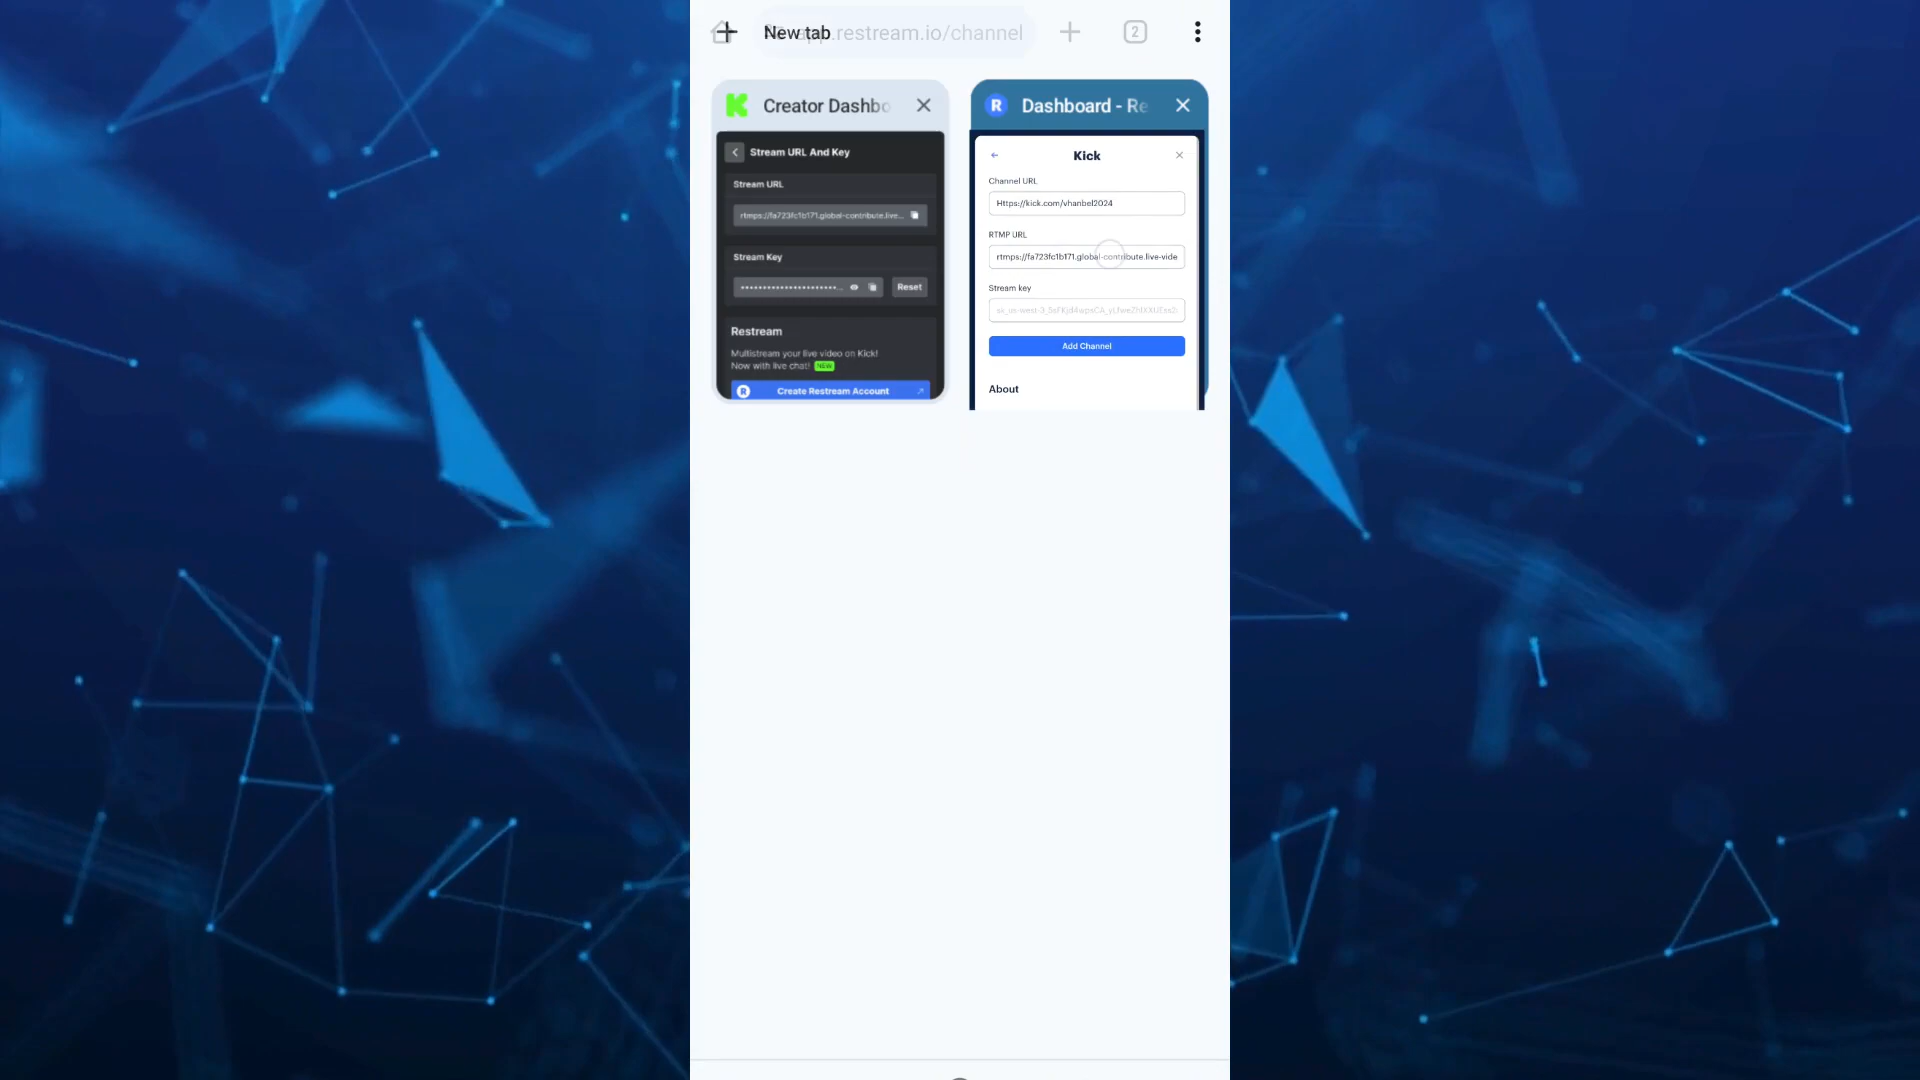 New tab
app.restream.io/channel
2
Creator Dashbo
Stream URL And Key
Stream URL
rtmps://fa723fc1b171.global-contribute.live...
Stream Key
Reset
Restream
Multistream your live video on Kick!
Now with live chat! NEW
R Create Restream Account
R Dashboard - Re
Kick
Channel URL
Https://kick.com/vhanbel2024
RTMP URL
rtmps://fa723fc1b171.global-contribute.live-vide
Stream key
Add Channel
About